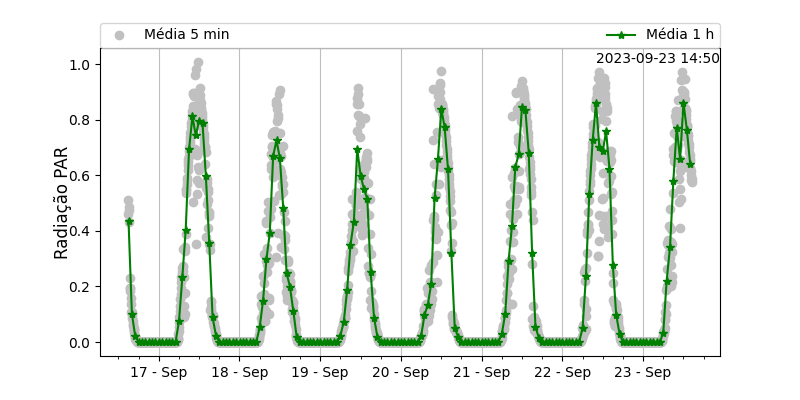 Média 5 min
Média 1 h
2023-09-23 14:50
1.0
0.8
0.6
0.4
0.2
0.0
Radiação PAR
17 - Sep
18 - Sep
19 - Sep
20 - Sep
21 - Sep
22 - Sep
23 - Sep